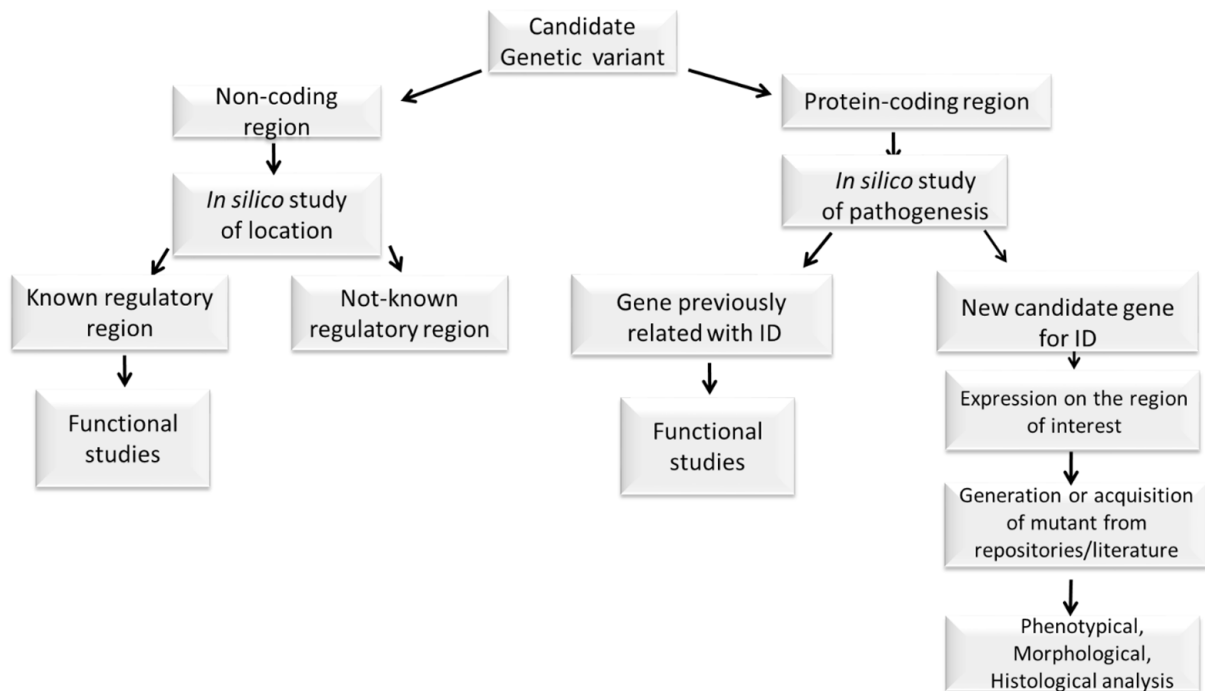 Candidate
Genetic variant
Non-coding
region
Protein-coding region
In silico study
of location
In silico study
of pathogenesis
Known regulatory
region
Not-known
regulatory region
Gene previously
related with ID
New candidate gene
for ID
Functional
studies
Functional
studies
Expression on the region
of interest
Generation or acquisition
of mutant from
repositories/literature
Phenotypical,
Morphological,
Histological analysis